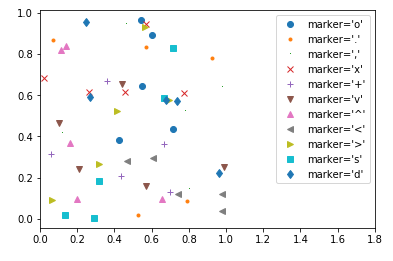 1.0
0.8
0.6
0.4
0.2
0.0
0.0 0.2 0.4 0.6 0.8 1.0 1.2 1.4 1.6 1.8
marker='o'
marker='.'
marker=','
marker='x'
marker='+'
marker='v'
marker='^'
marker='<'
marker='>'
marker='s'
marker='d'